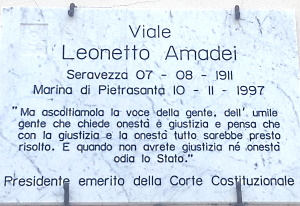 Viale
Leonetto Amadei
Seravezza 07 - 08 - 1911
Marina di Pietrasanta 10 - 11 - 1997
"Ma ascoltiamola la voce della gente, dell' umile
gente che chiede onestà e giustizia e pensa che
con la giustizia e la onestà tutto sarebbe presto
risolto. E quando non avrete giustizia né onestà
odia lo Stato."
Presidente emerito della Corte Costituzionale